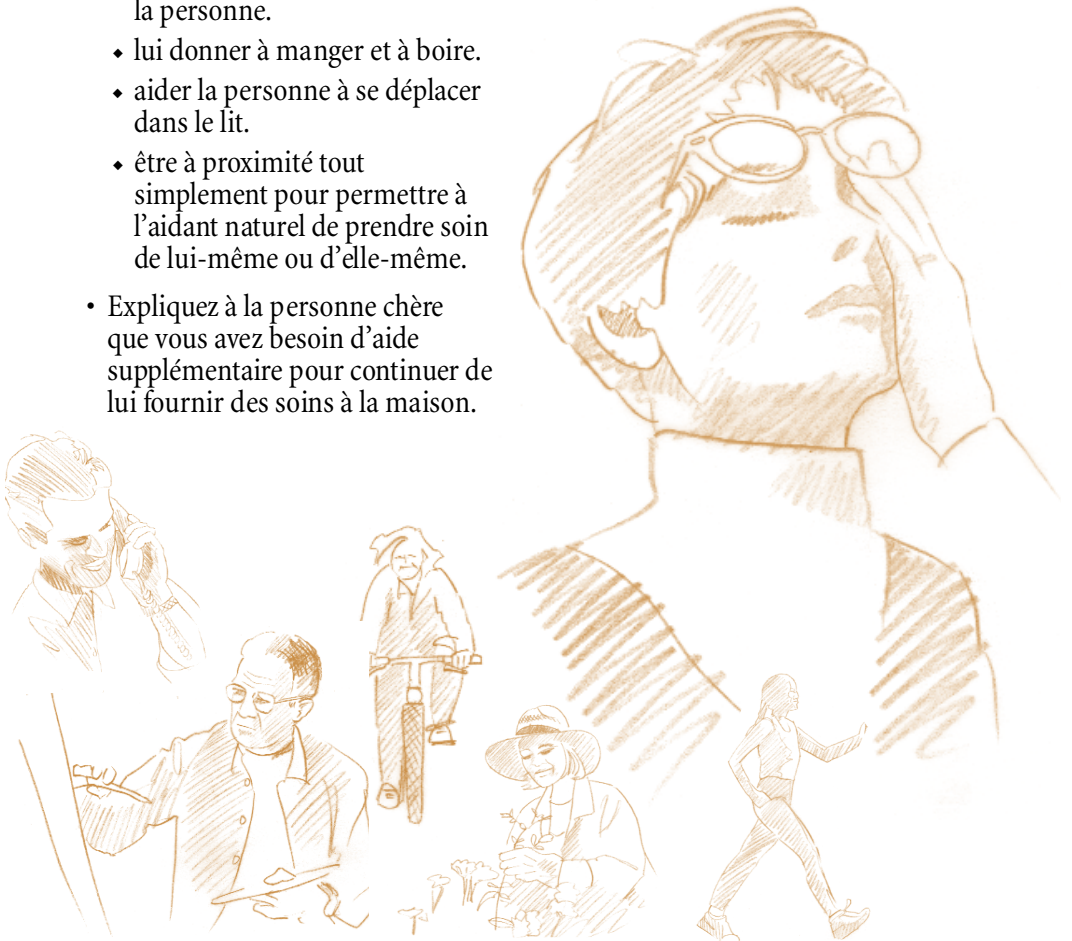 la personne.
◆ lui donner à manger et à boire.
◆ aider la personne à se déplacer
dans le lit.
◆ être à proximité tout
simplement pour permettre à
l’aidant naturel de prendre soin
de lui-même ou d’elle-même.
• Expliquez à la personne chère
que vous avez besoin d’aide
supplémentaire pour continuer de
lui fournir des soins à la maison.